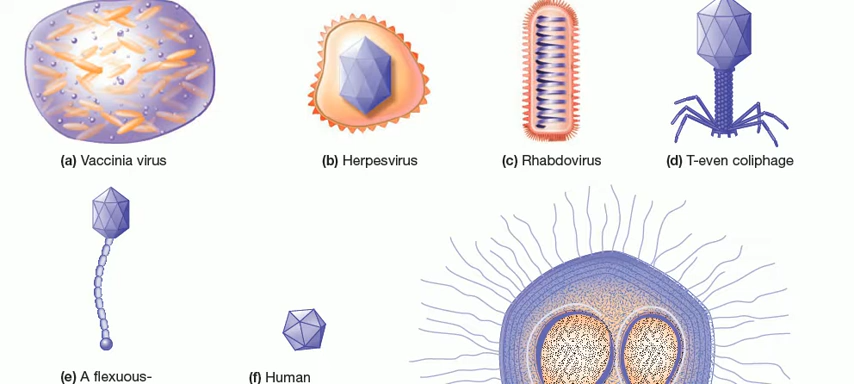 (a) Vaccinia virus
(b) Herpesvirus
(c) Rhabdovirus
(d) T-even coliphage
(e) A flexuous-
(f) Human